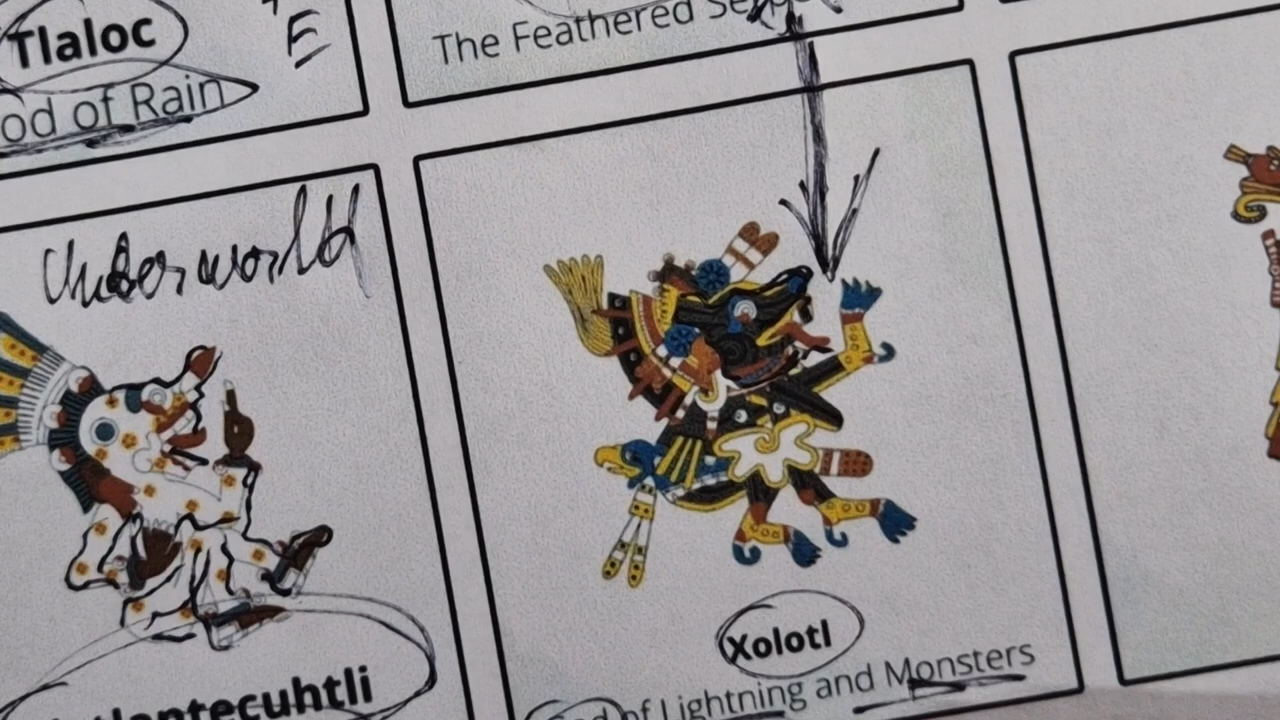 Tlaloc
E
od of Rain
The Feathered Se
Underworld
Xolotl
of Lightning and Monsters
tlantecuhtli